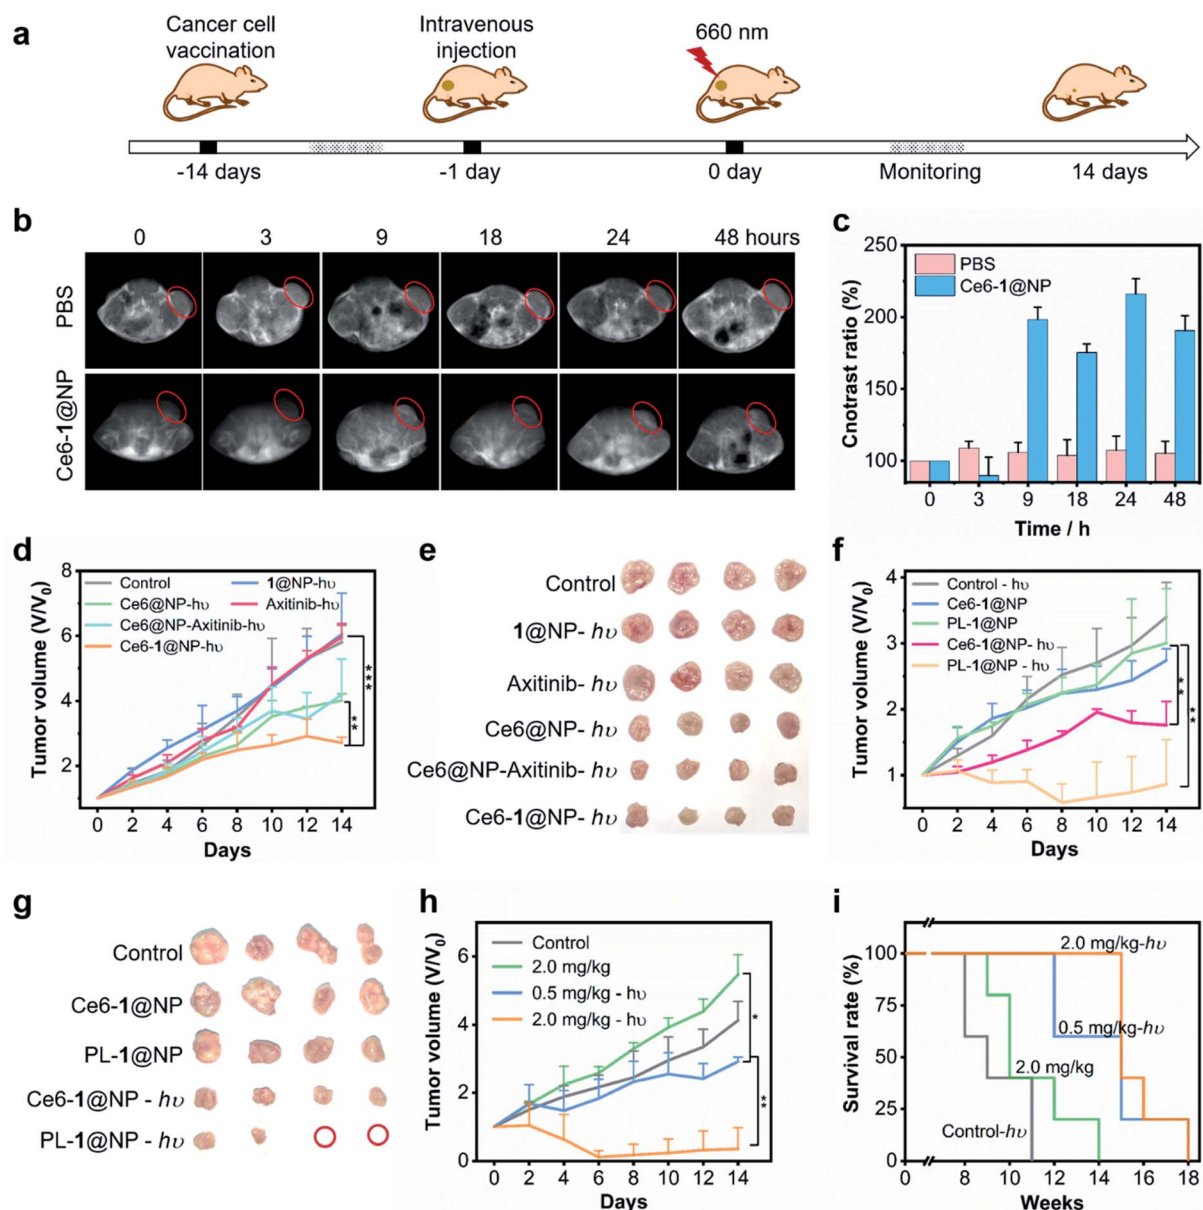 a
Cancer cell
vaccination
Intravenous
injection
660 nm
-14 days
-1 day
0 day
Monitoring
14 days
b
0 3 9 18 24 48 hours
PBS
Ce6-1@NP
c
250
200
150
100
Cnotrast ratio (%)
PBS
Ce6-1@NP
0 3 9 18 24 48
Time / h
d
8
6
4
2
Tumor volume (V/V0)
Control
1@NP-hυ
Ce6@NP-hυ
Axitinib-hυ
Ce6@NP-Axitinib-hυ
Ce6-1@NP-hυ
***
**
0 2 4 6 8 10 12 14
Days
e
Control
1@NP- hυ
Axitinib- hυ
Ce6@NP- hυ
Ce6@NP-Axitinib- hυ
Ce6-1@NP- hυ
f
4
3
2
1
Tumor volume (V/V0)
Control - hυ
Ce6-1@NP
PL-1@NP
Ce6-1@NP- hυ
PL-1@NP - hυ
**
**
0 2 4 6 8 10 12 14
Days
g
Control
Ce6-1@NP
PL-1@NP
Ce6-1@NP - hυ
PL-1@NP - hυ
h
6
4
2
0
Tumor volume (V/V0)
Control
2.0 mg/kg
0.5 mg/kg - hυ
2.0 mg/kg - hυ
*
**
0 2 4 6 8 10 12 14
Days
i
100
75
50
25
0
Survival rate (%)
2.0 mg/kg-hυ
0.5 mg/kg-hυ
2.0 mg/kg
Control-hυ
0 8 10 12 14 16 18
Weeks